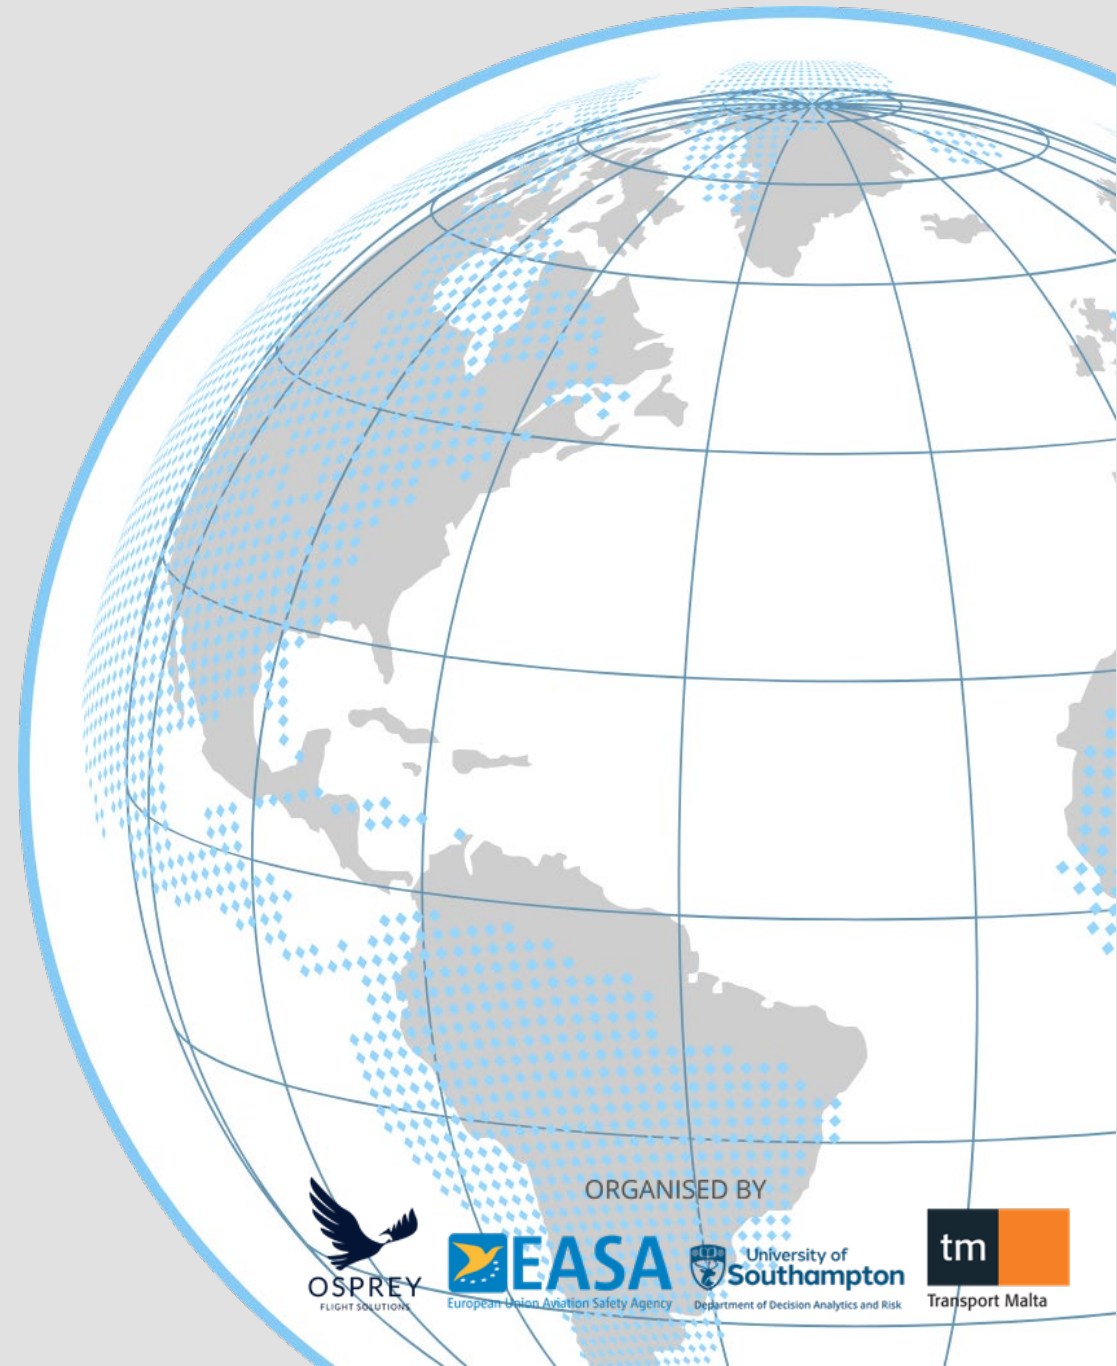 ORGANISED BY
OSPREY
FLIGHT SOLUTIONS
EASA
European Union Aviation Safety Agency
University of
Southampton
Department of Decision Analytics and Risk
tm
Transport Malta